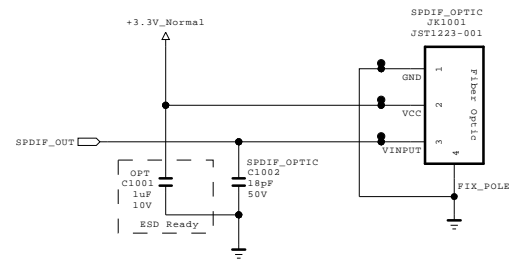 SPDIF_OPTIC
JK1001
JST1223-001
+3.3V_Normal
Fiber Optic
1
GND
2
VCC
3
VINPUT
4
FIX_POLE
SPDIF_OUT
OPT
C1001
1uF
10V
ESD Ready
SPDIF_OPTIC
C1002
18pF
50V